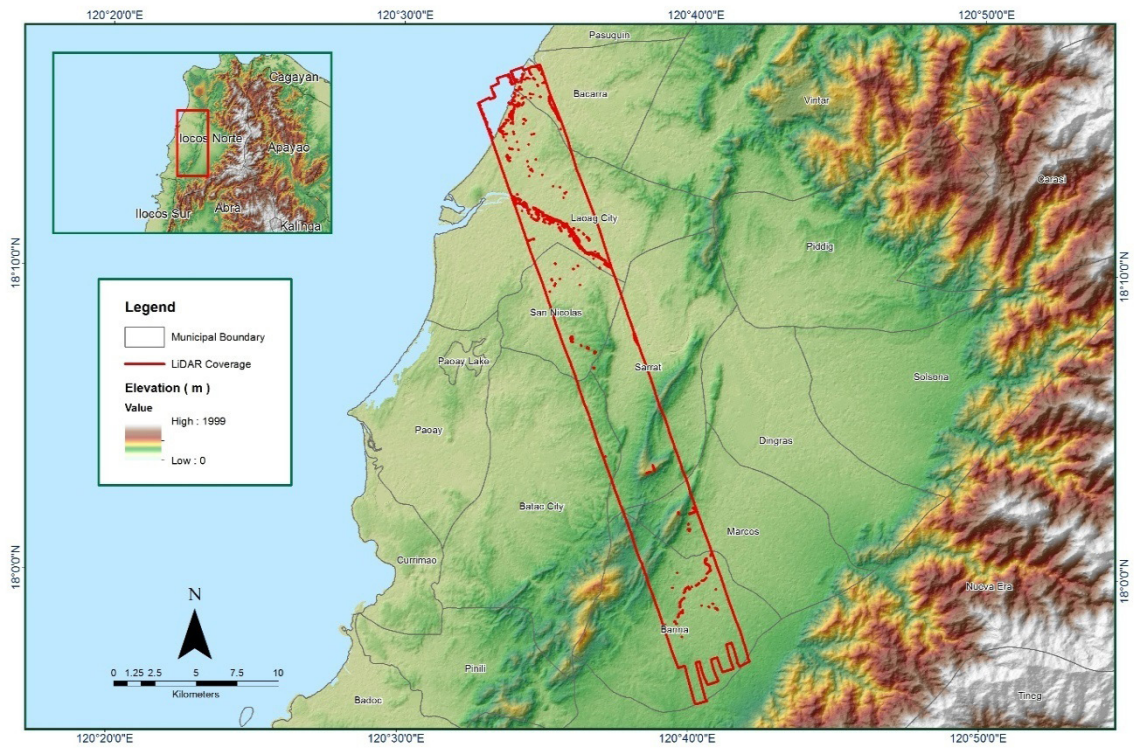 120°20'0"E
120°30'0"E
120°40'0"E
120°50'0"E
Pasuquin
Cagayan
Bacarra
Vintar
Ilocos Norte
Apayao
Carasi
Ilocos Sur
Abra
Kalinga
Laoag City
Piddig
18°10'0"N
18°10'0"N
Legend
San Nicolas
Municipal Boundary
Paoay Lake
LiDAR Coverage
Sarrat
Solsona
Elevation ( m )
Value
High : 1999
Low : 0
Paoay
Dingras
Batac City
Marcos
Currimao
18°0'0"N
18°0'0"N
Nueva Era
N
Banna
Pinili
0 1.25 2.5 5 7.5 10
Kilometers
Badoc
Tineg
120°20'0"E
120°30'0"E
120°40'0"E
120°50'0"E